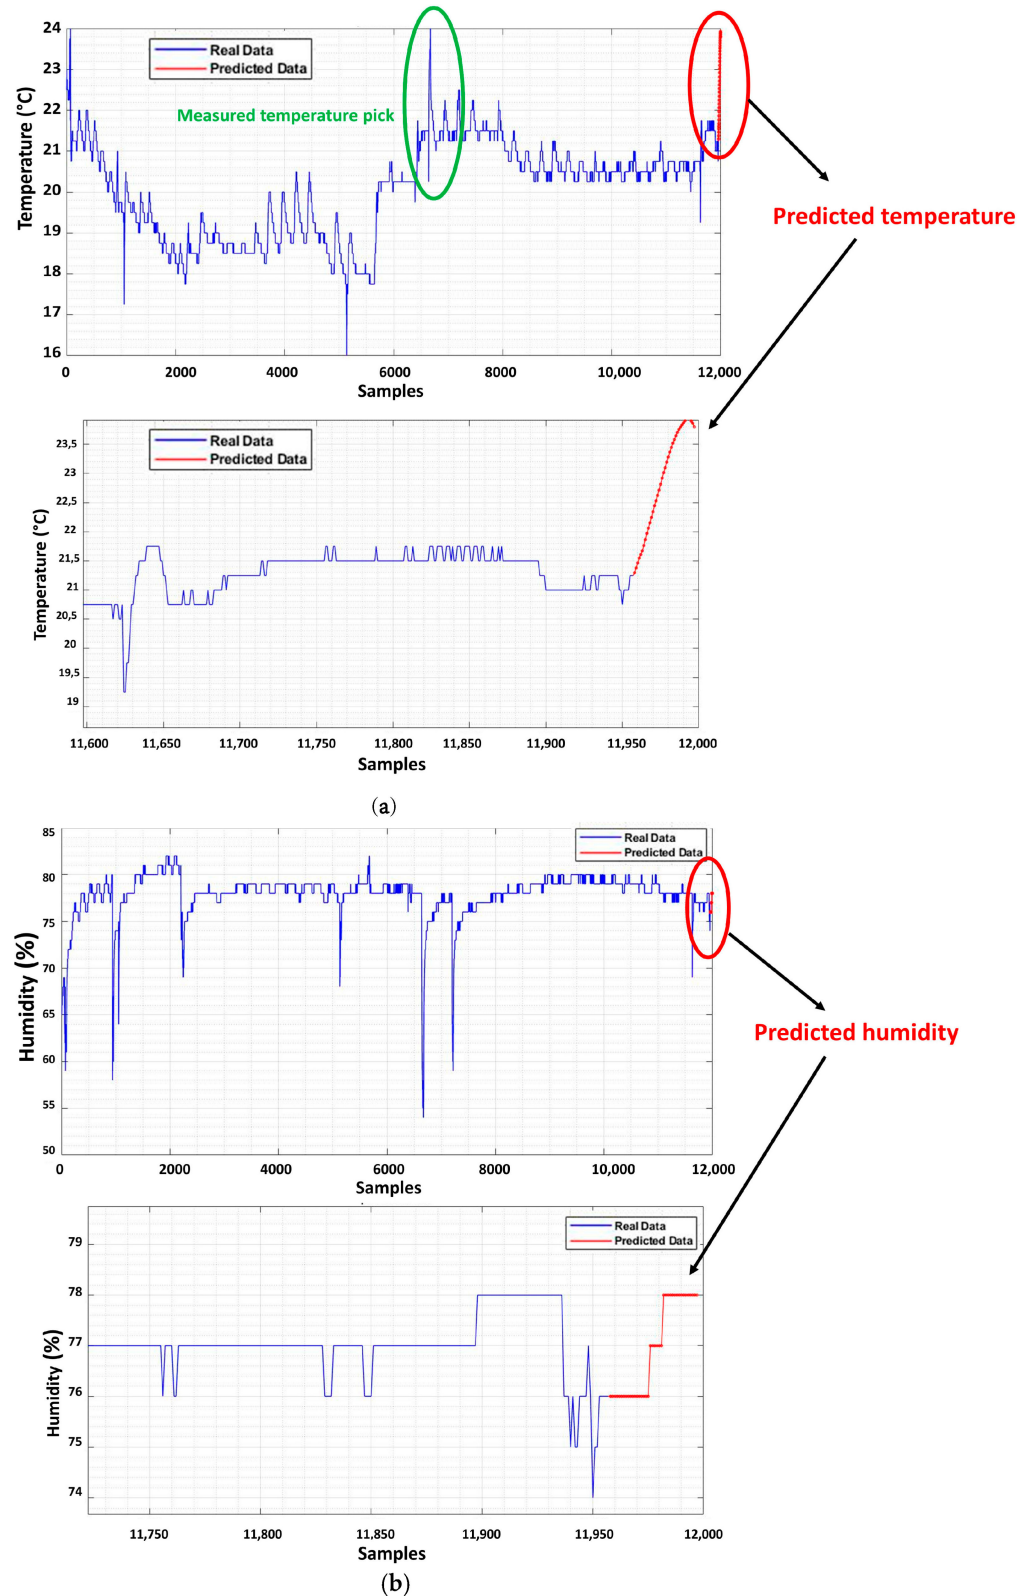 24
23
22
21
20
19
18
17
16
Temperature (°C)
Real Data
Predicted Data
Measured temperature pick
0
2000
4000
6000
8000
10,000
12,000
Samples
Predicted temperature
23,5
23
22,5
22
21,5
21
20,5
20
19,5
19
Temperature (°C)
Real Data
Predicted Data
11,600
11,650
11,700
11,750
11,800
11,850
11,900
11,950
12,000
Samples
(a)
85
80
75
70
65
60
55
50
Humidity (%)
Real Data
Predicted Data
0
2000
4000
6000
8000
10,000
12,000
Samples
Predicted humidity
79
78
77
76
75
74
Humidity (%)
Real Data
Predicted Data
11,750
11,800
11,850
11,900
11,950
12,000
Samples
(b)